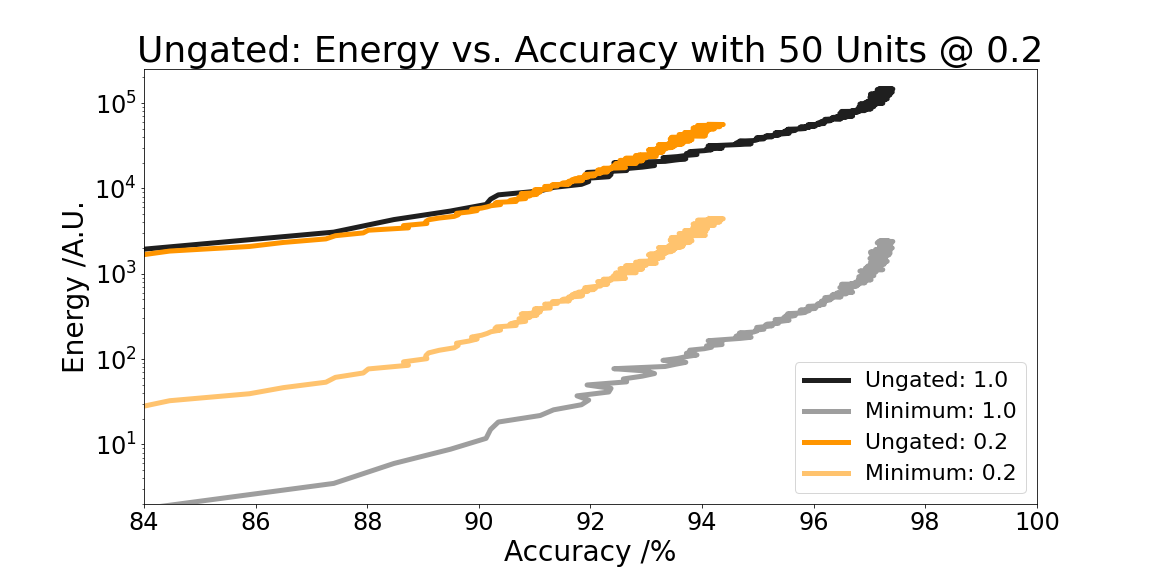 Ungated: Energy vs. Accuracy with 50 Units @ 0.2
10^5
10^4
10^3
10^2
10^1
Energy /A.U.
Ungated: 1.0
Minimum: 1.0
Ungated: 0.2
Minimum: 0.2
84 86 88 90 92 94 96 98 100
Accuracy /%